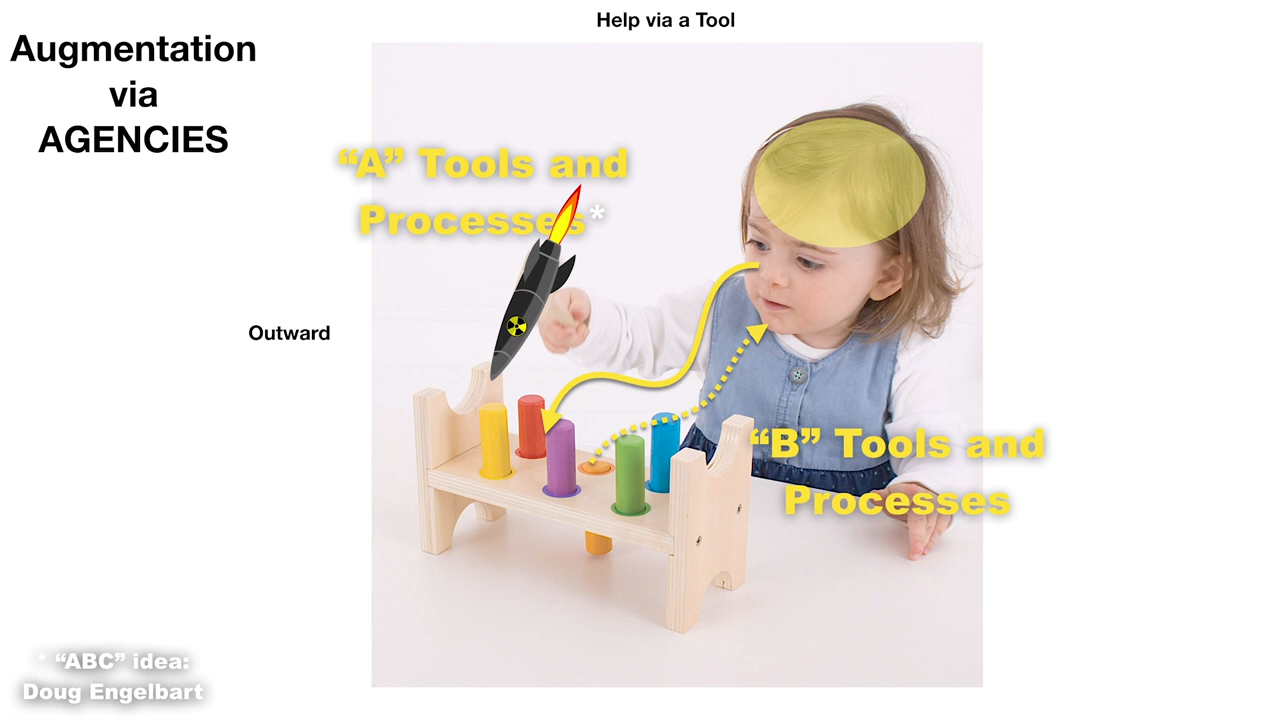 Help via a Tool
Augmentation
via
AGENCIES
“A” Tools and
Processes*
Outward
“B” Tools and
Processes
* “ABC” idea:
Doug Engelbart